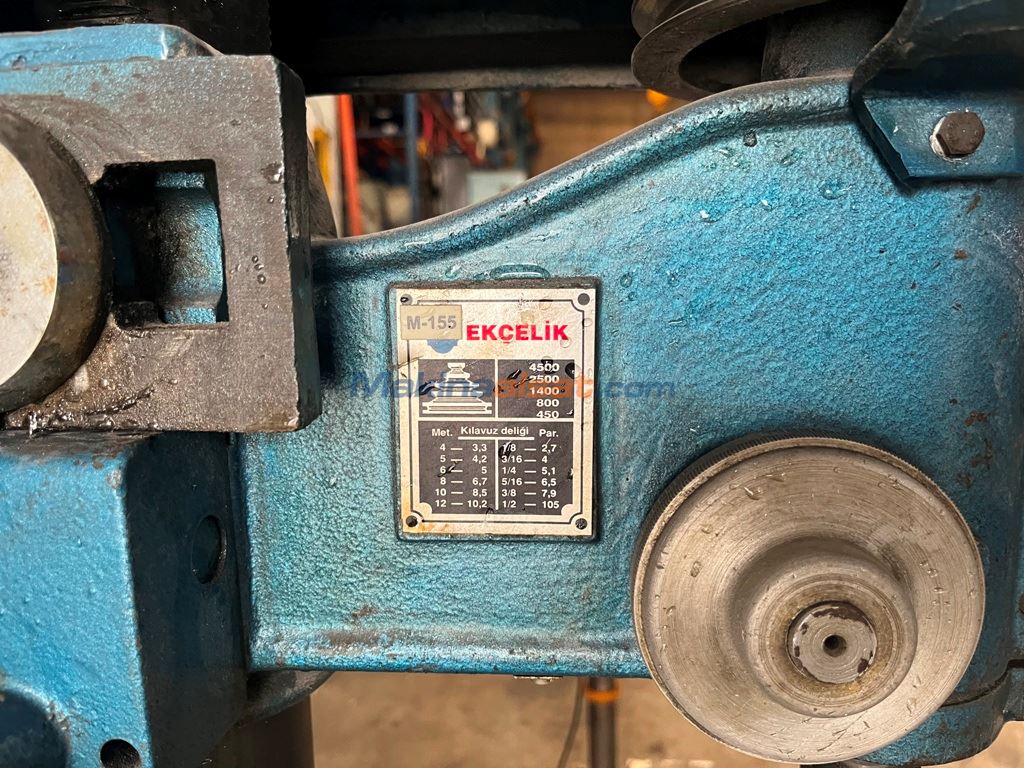 M-155
EKÇELİK
4500
2500
1400
800
450
Met. Kılavuz deliği Par.
4 — 3,3 1/8 — 2,7
5 — 4,2 3/16 — 4
6 — 5 1/4 — 5,1
8 — 6,7 5/16 — 6,5
10 — 8,5 3/8 — 7,9
12 — 10,2 1/2 — 105
Makinaalsat.com